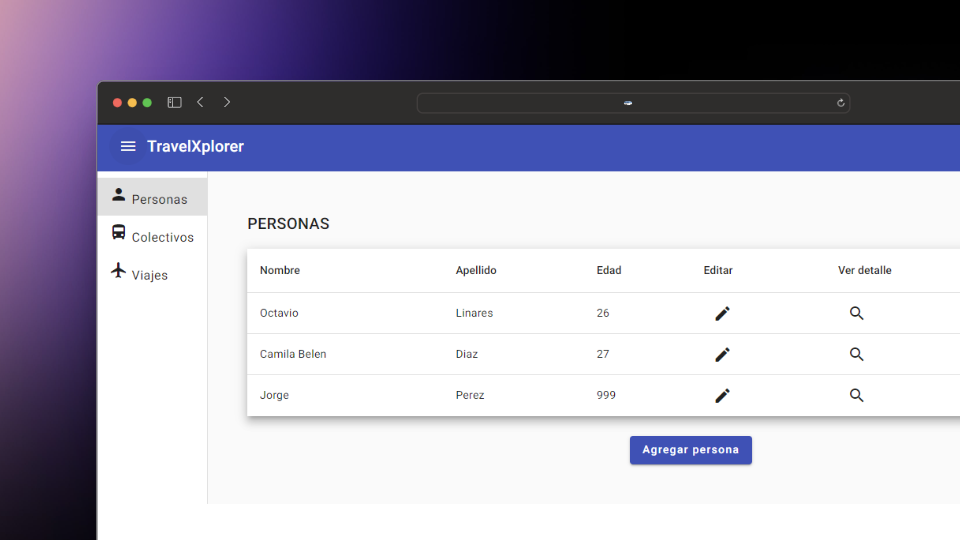 TravelXplorer
Personas
Colectivos
Viajes
PERSONAS
Nombre Apellido Edad Editar Ver detalle
Octavio Linares 26
Camila Belen Diaz 27
Jorge Perez 999
Agregar persona